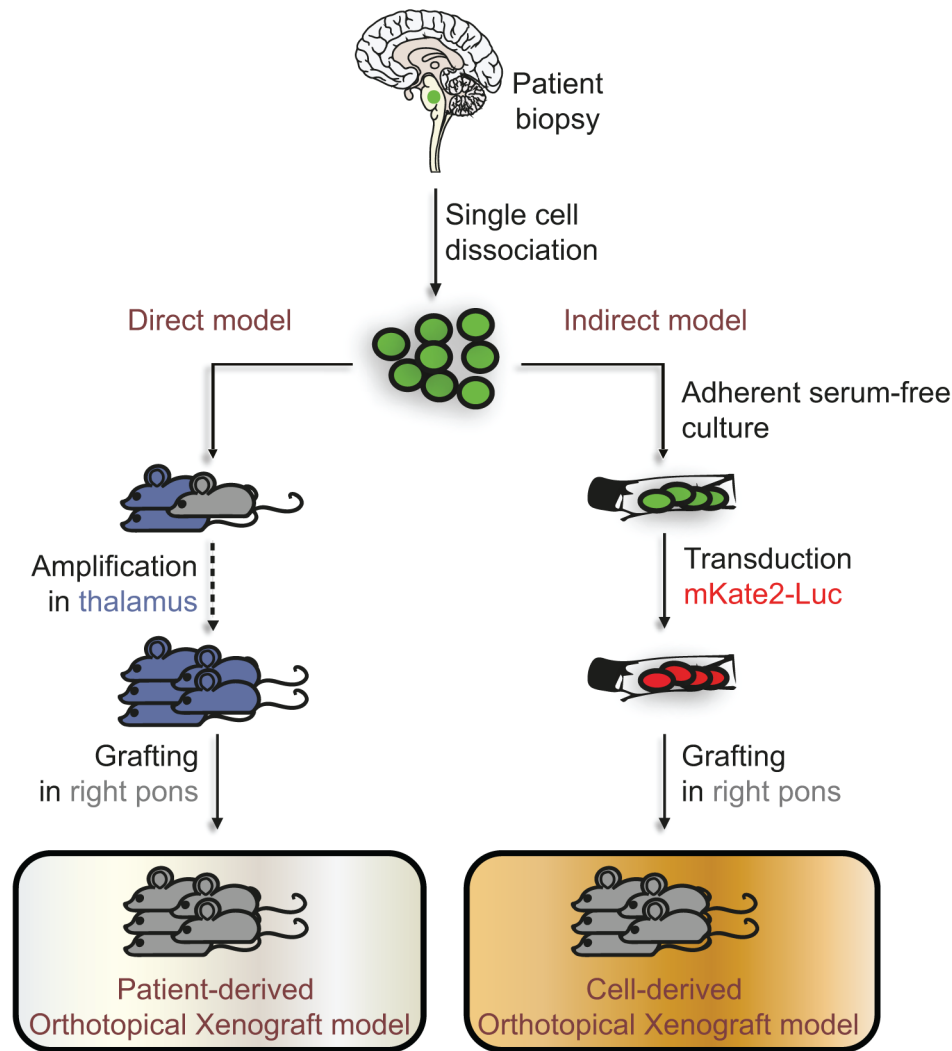 Patient
biopsy
Single cell
dissociation
Direct model
Indirect model
Adherent serum-free
culture
Amplification
in thalamus
Transduction
mKate2-Luc
Grafting
in right pons
Grafting
in right pons
Patient-derived
Orthotopical Xenograft model
Cell-derived
Orthotopical Xenograft model